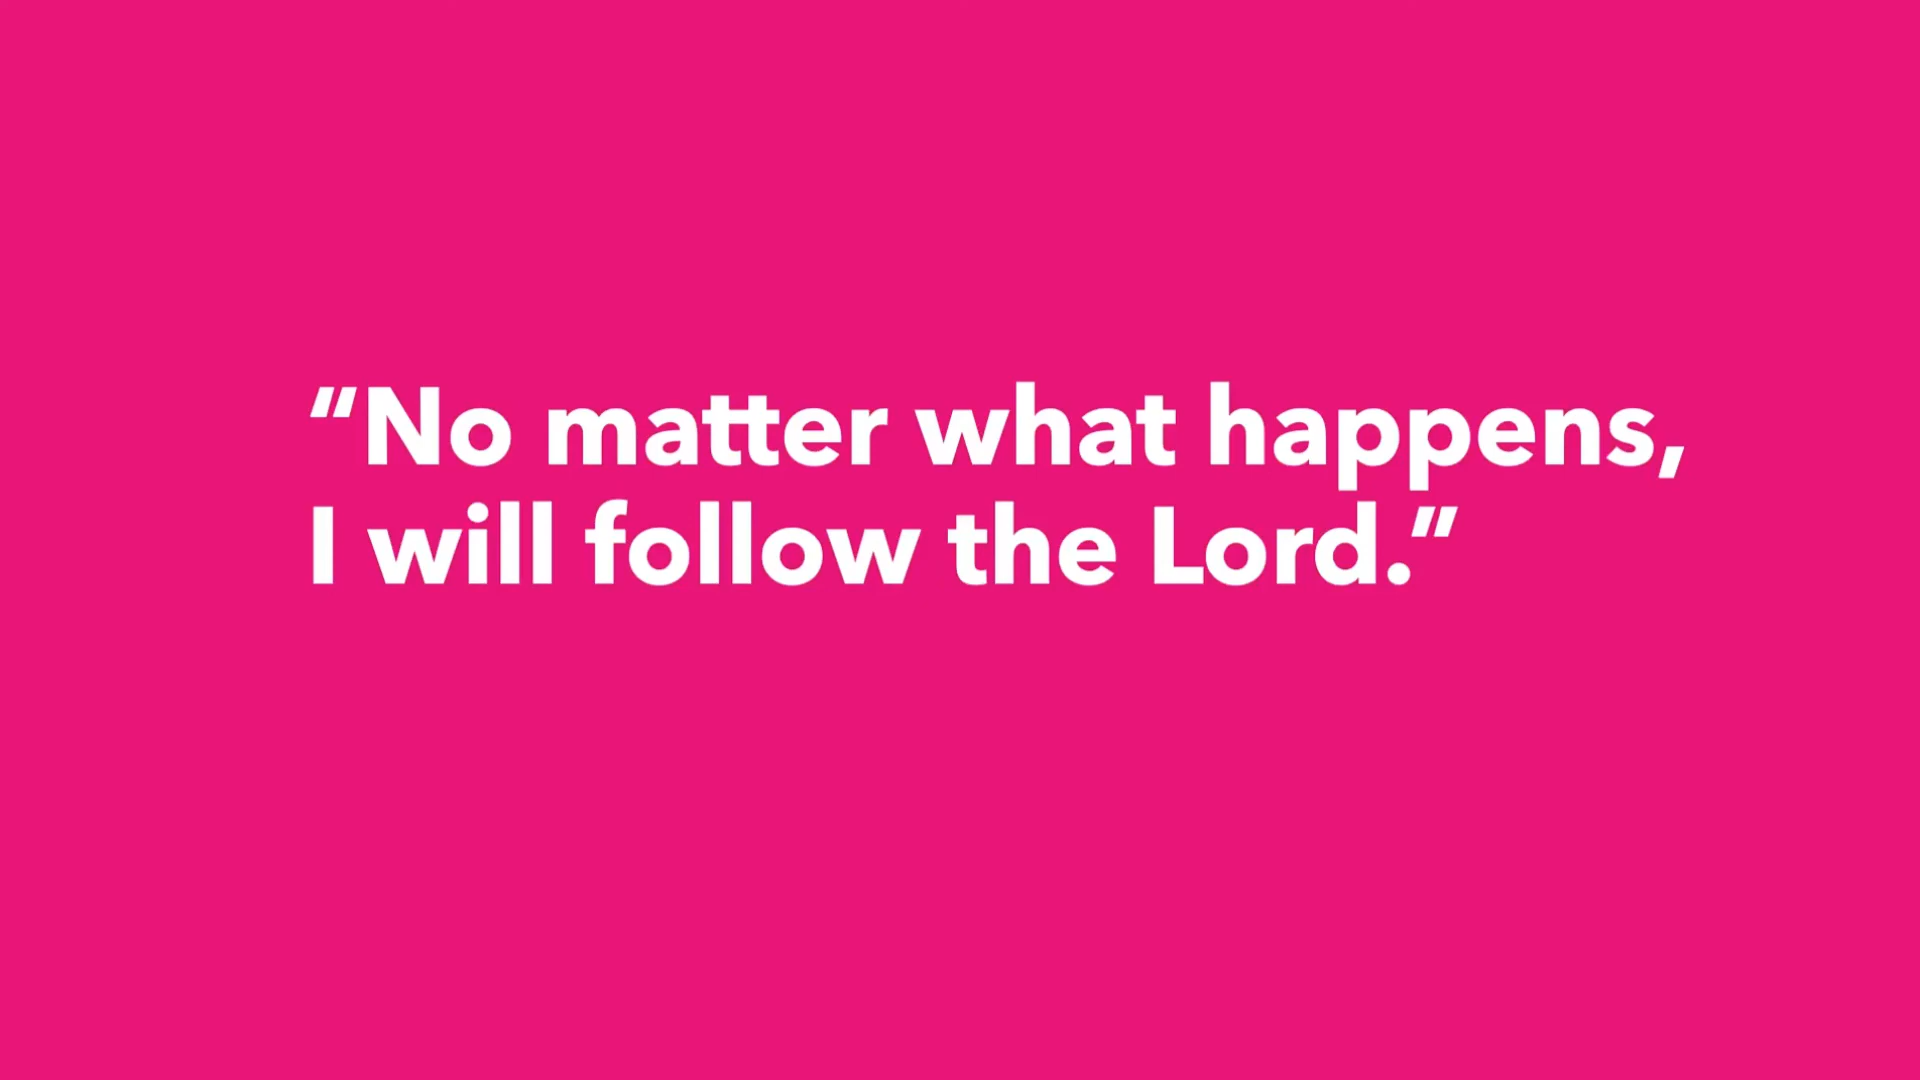 “No matter what happens,
I will follow the Lord.”